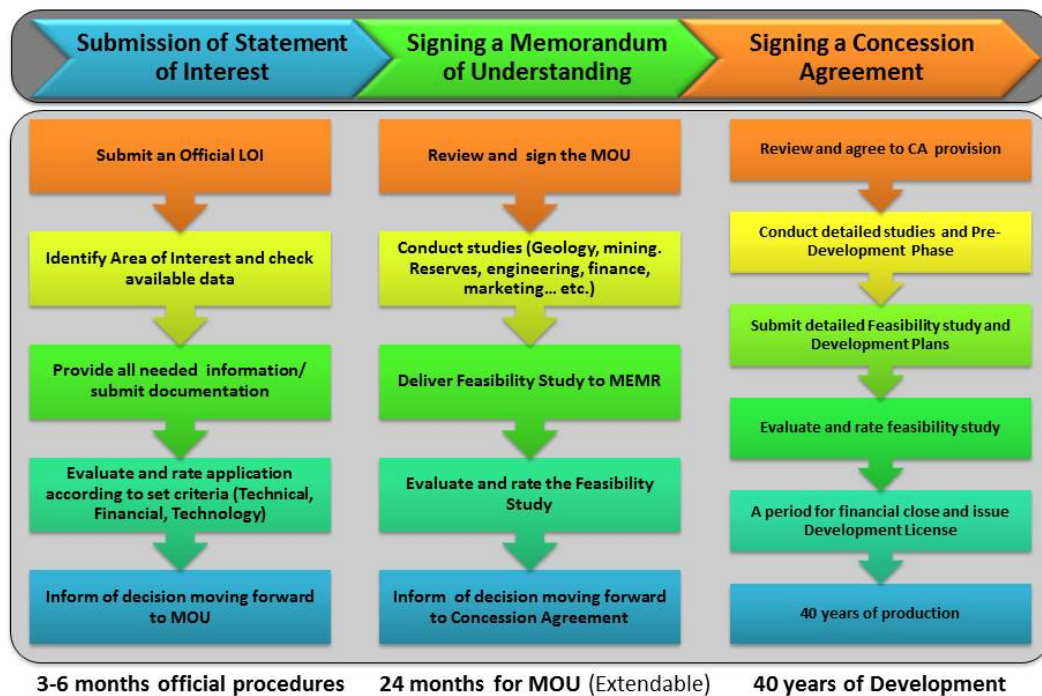 Submission of Statement
of Interest
Signing a Memorandum
of Understanding
Signing a Concession
Agreement
Submit an Official LOI
Identify Area of Interest and check
available data
Provide all needed information/
submit documentation
Evaluate and rate application
according to set criteria (Technical,
Financial, Technology)
Inform of decision moving forward
to MOU
3-6 months official procedures
Review and sign the MOU
Conduct studies (Geology, mining.
Reserves, engineering, finance,
marketing... etc.)
Deliver Feasibility Study to MEMR
Evaluate and rate the Feasibility
Study
Inform of decision moving forward
to Concession Agreement
24 months for MOU (Extendable)
Review and agree to CA provision
Conduct detailed studies and Pre-
Development Phase
Submit detailed Feasibility study and
Development Plans
Evaluate and rate feasibility study
A period for financial close and issue
Development License
40 years of production
40 years of Development